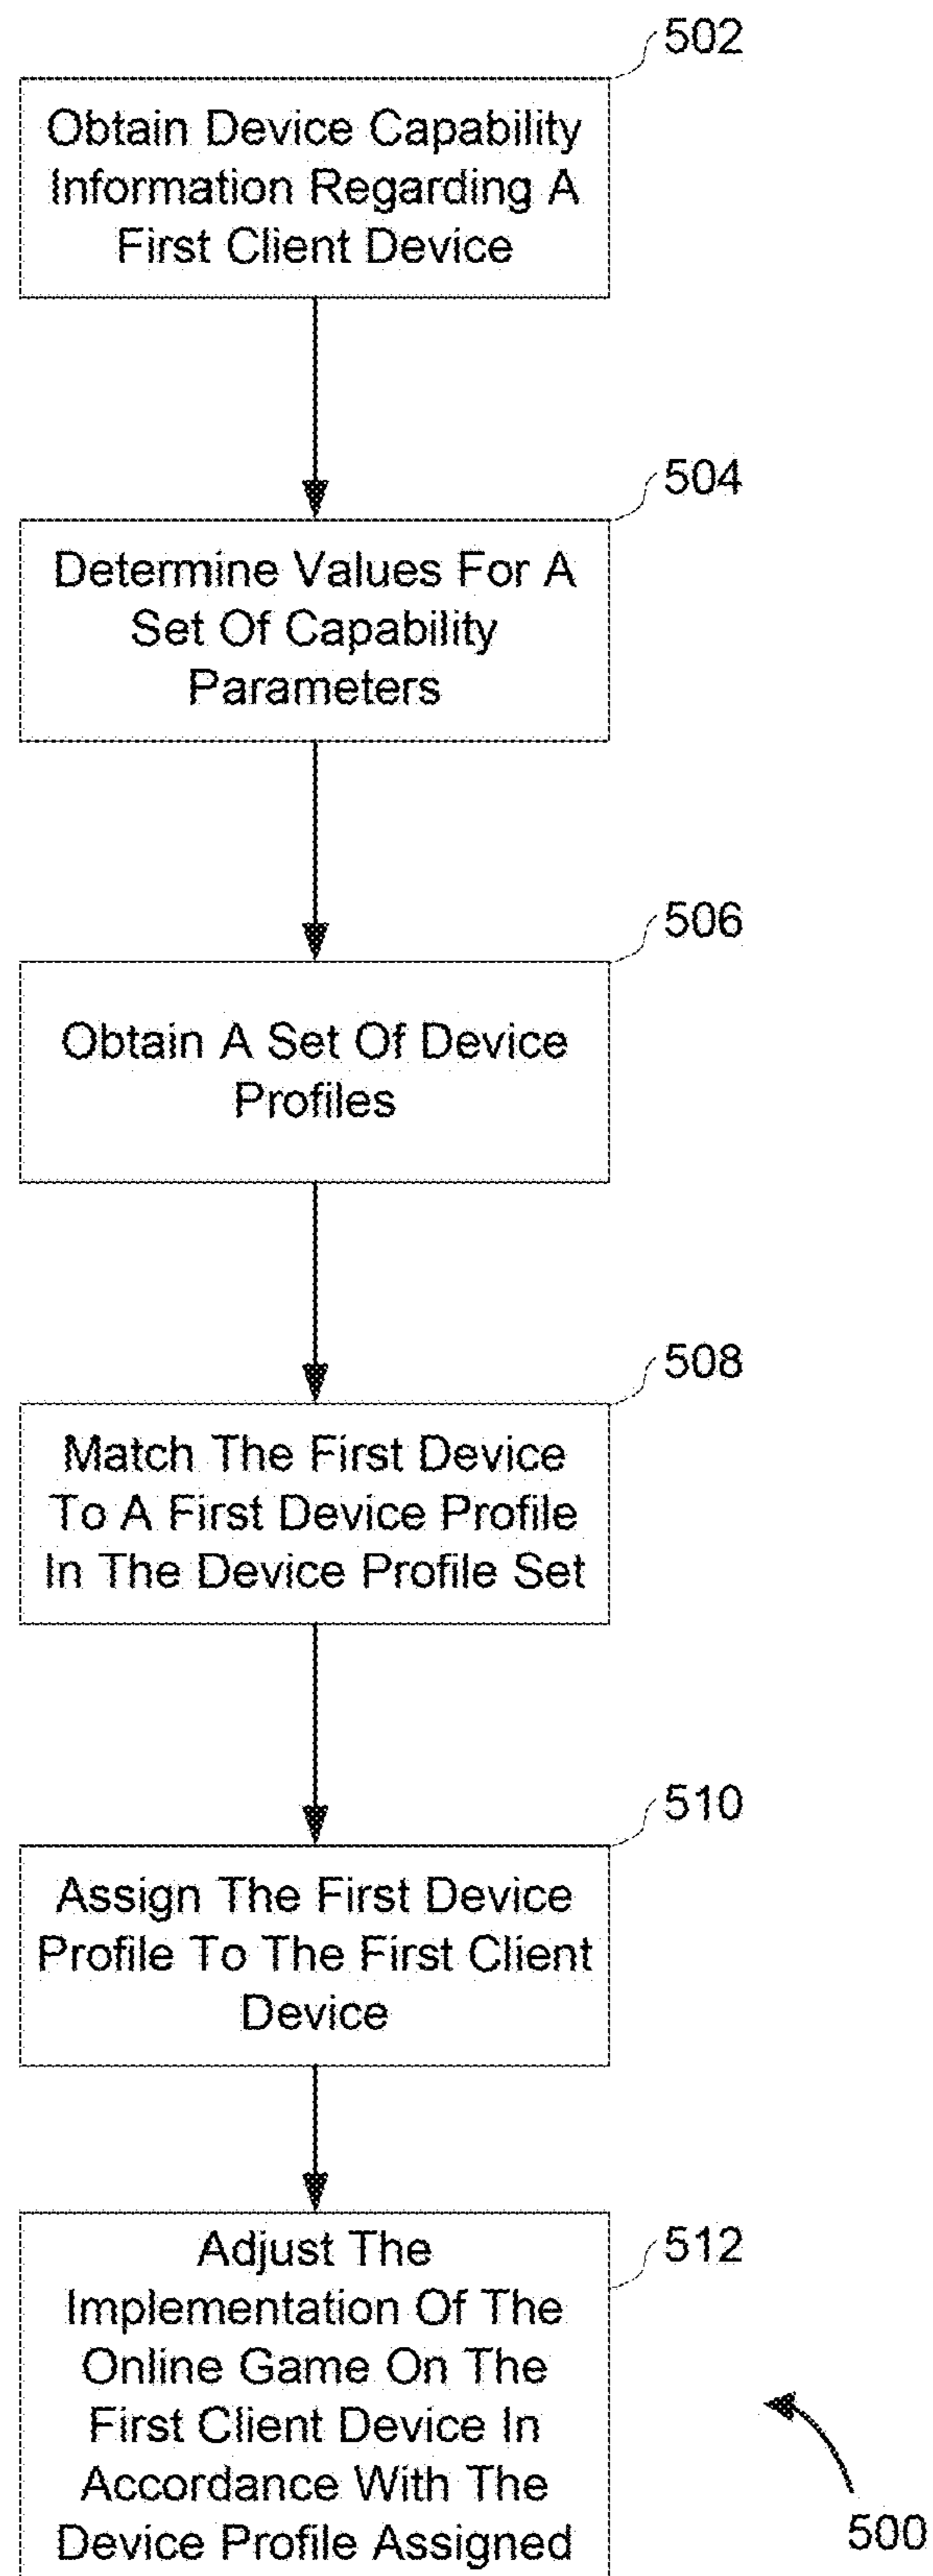 502
Obtain Device Capability
Information Regarding A
First Client Device
504
Determine Values For A
Set Of Capability
Parameters
506
Obtain A Set Of Device
Profiles
508
Match The First Device
To A First Device Profile
In The Device Profile Set
510
Assign The First Device
Profile To The First Client
Device
512
Adjust The
Implementation Of The
Online Game On The
First Client Device In
Accordance With The
Device Profile Assigned
500